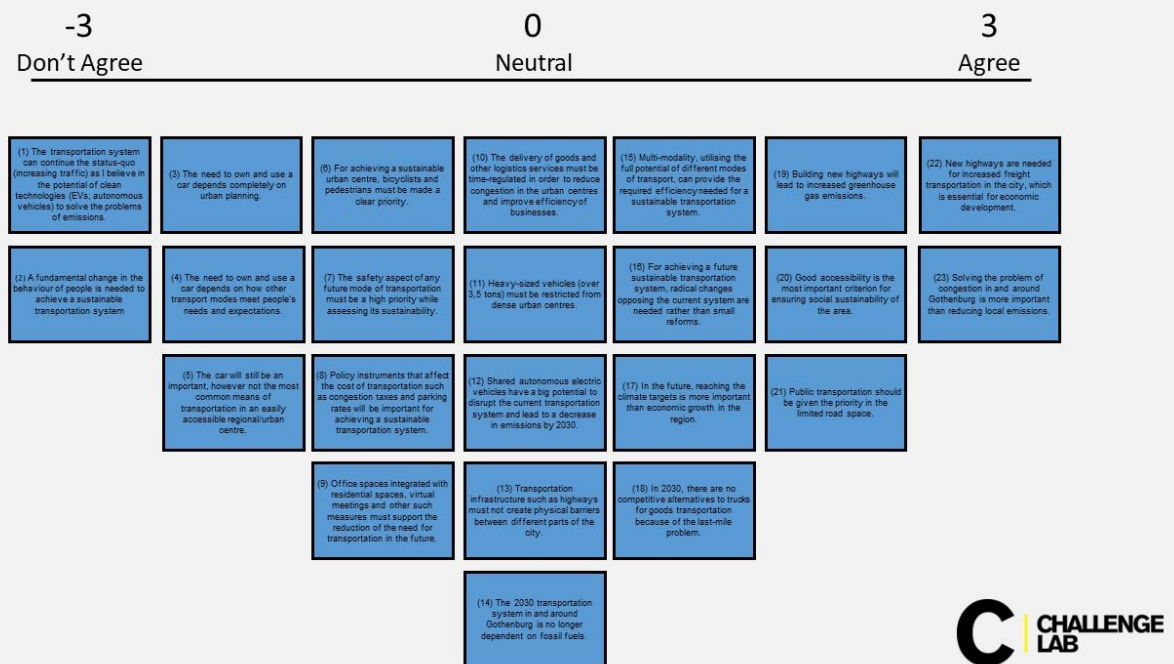 -3
Don't Agree
0
Neutral
3
Agree
(1) The transportation system
can continue the status-quo
(increasing traffic) as I believe in
the potential of clean
technologies (EVs, autonomous
vehicles) to solve the problems
of emissions.
(3) The need to own and use a
car depends completely on
urban planning.
(6) For achieving a sustainable
urban centre, bicyclists and
pedestrians must be made a
clear priority.
(10) The delivery of goods and
other logistics services must be
time-regulated in order to reduce
congestion in the urban centres
and improve efficiency of
businesses.
(15) Multi-modality, utilising the
full potential of different modes
of transport, can provide the
required efficiency needed for a
sustainable transportation
system.
(19) Building new highways will
lead to increased greenhouse
gas emissions.
(22) New highways are needed
for increased freight
transportation in the city, which
is essential for economic
development.
(2) A fundamental change in the
behaviour of people is needed to
achieve a sustainable
transportation system
(4) The need to own and use a
car depends on how other
transport modes meet people's
needs and expectations.
(7) The safety aspect of any
future mode of transportation
must be a high priority while
assessing its sustainability.
(11) Heavy-sized vehicles (over
3,5 tons) must be restricted from
dense urban centres.
(16) For achieving a future
sustainable transportation
system, radical changes
opposing the current system are
needed rather than small
reforms.
(20) Good accessibility is the
most important criterion for
ensuring social sustainability of
the area.
(23) Solving the problem of
congestion in and around
Gothenburg is more important
than reducing local emissions.
(5) The car will still be an
important, however not the most
common means of
transportation in an easily
accessible regional/urban
centre.
(8) Policy instruments that affect
the cost of transportation such
as congestion taxes and parking
rates will be important for
achieving a sustainable
transportation system.
(12) Shared autonomous electric
vehicles have a big potential to
disrupt the current transportation
system and lead to a decrease
in emissions by 2030.
(17) In the future, reaching the
climate targets is more important
than economic growth in the
region.
(21) Public transportation should
be given the priority in the
limited road space.
(9) Office spaces integrated with
residential spaces, virtual
meetings and other such
measures must support the
reduction of the need for
transportation in the future.
(13) Transportation
infrastructure such as highways
must not create physical barriers
between different parts of the
city.
(18) In 2030, there are no
competitive alternatives to trucks
for goods transportation
because of the last-mile
problem.
(14) The 2030 transportation
system in and around
Gothenburg is no longer
dependent on fossil fuels.
C
CHALLENGE
LAB